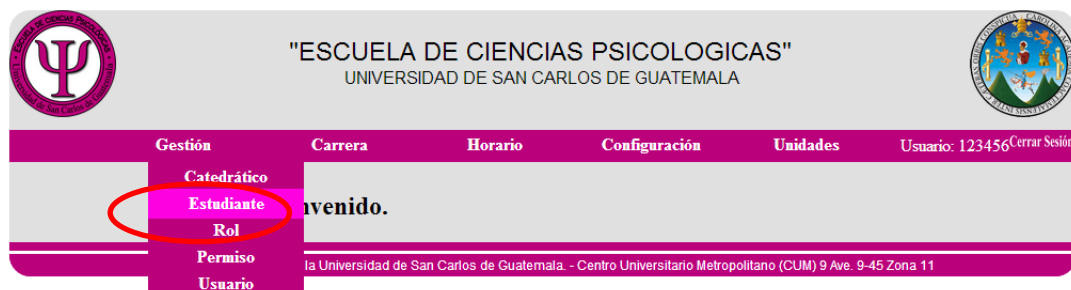 "ESCUELA DE CIENCIAS PSICOLOGICAS"
UNIVERSIDAD DE SAN CARLOS DE GUATEMALA
Gestión Carrera Horario Configuración Unidades Usuario: 123456 Cerrar Sesión
Catedrático
Estudiante
nvenido.
Rol
Permiso
la Universidad de San Carlos de Guatemala. - Centro Universitario Metropolitano (CUM) 9 Ave. 9-45 Zona 11
Usuario